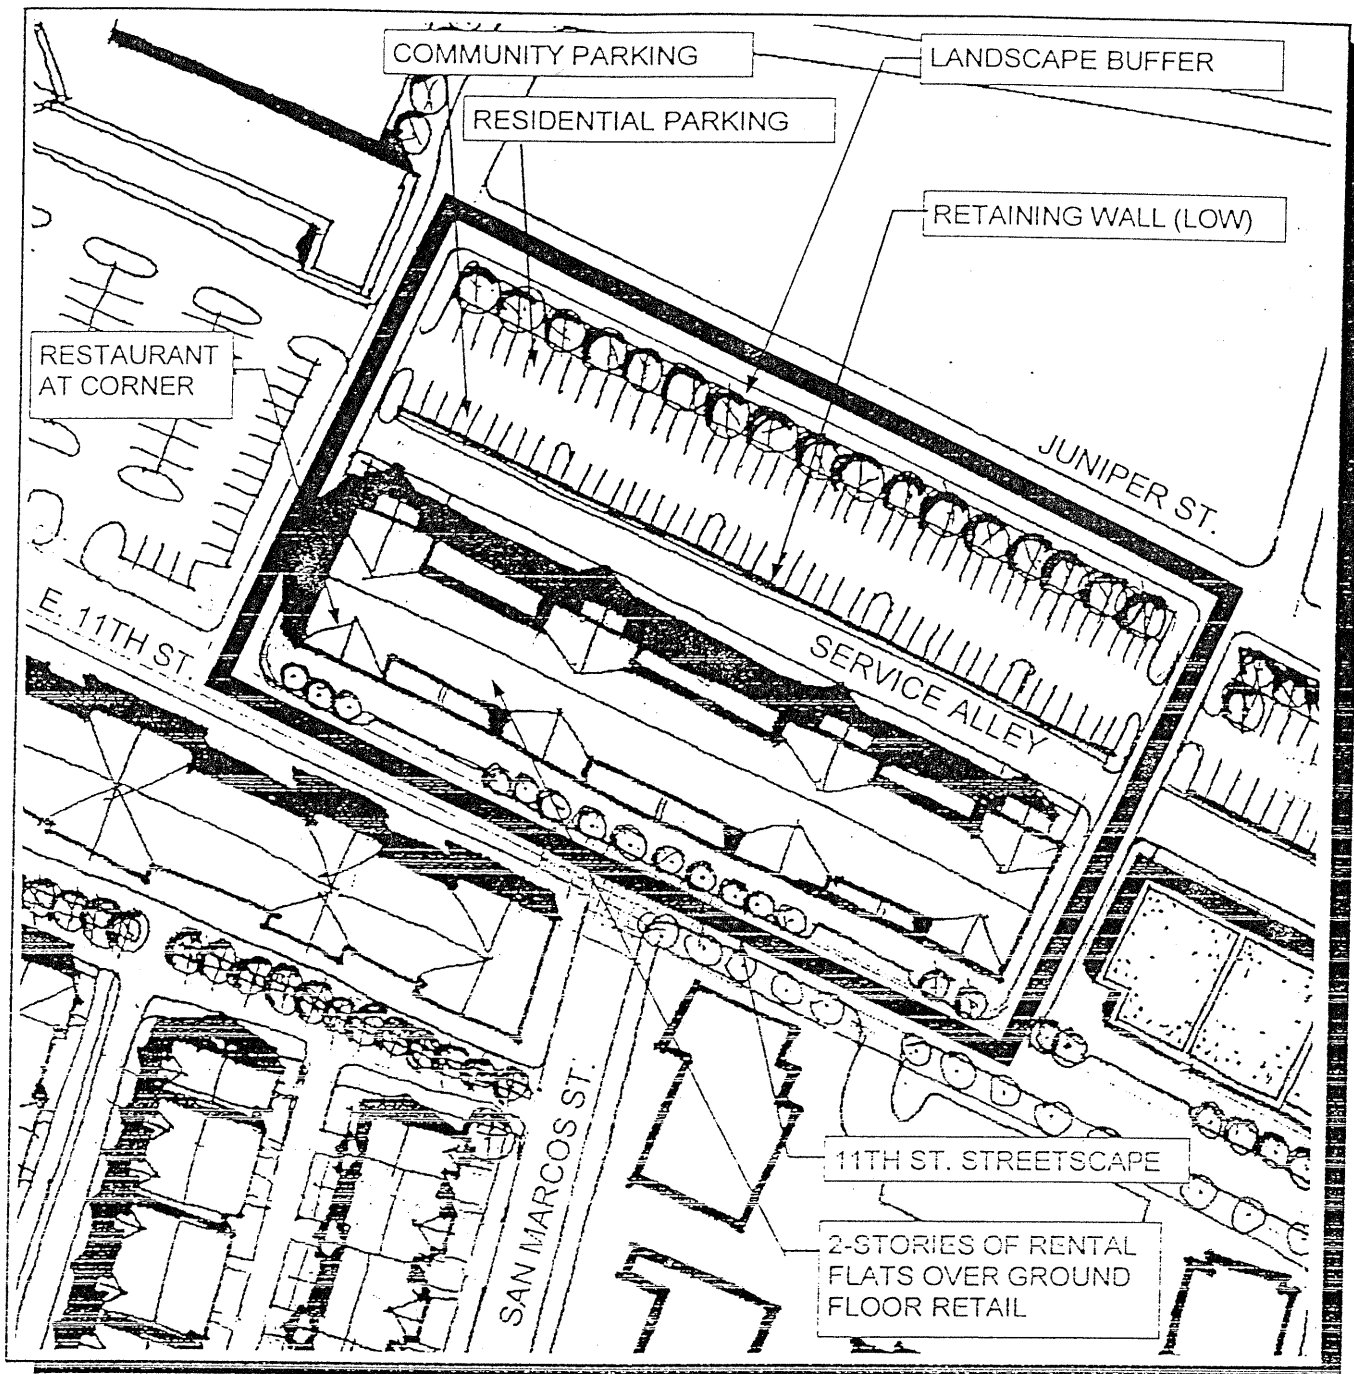 COMMUNITY PARKING
LANDSCAPE BUFFER
RESIDENTIAL PARKING
RETAINING WALL (LOW)
RESTAURANT
AT CORNER
JUNIPER ST.
E. 11TH ST.
SERVICE ALLEY
SAN MARCOS ST.
11TH ST. STREETSCAPE
2-STORIES OF RENTAL
FLATS OVER GROUND
FLOOR RETAIL